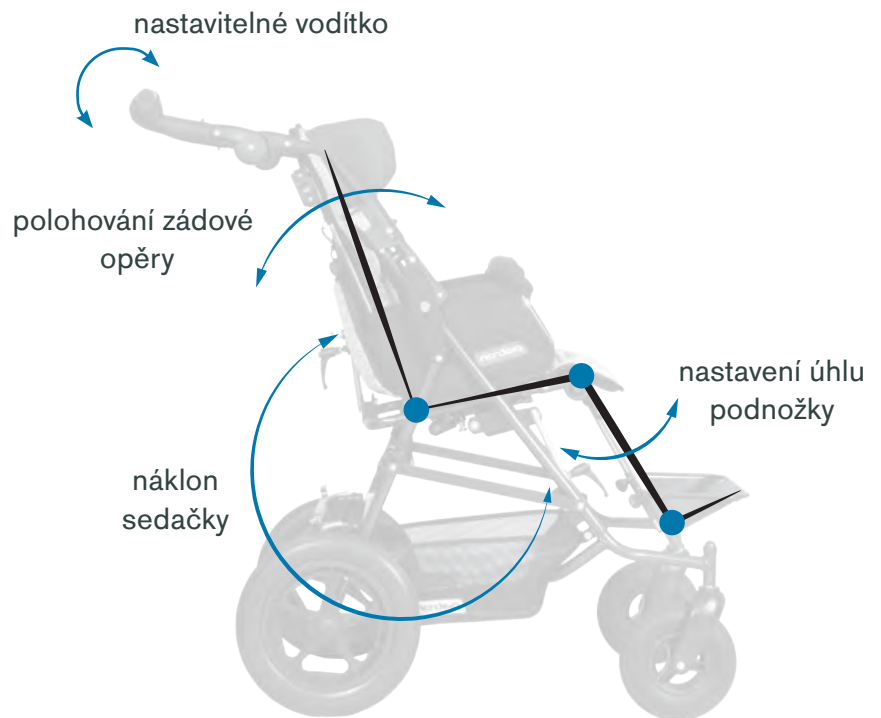 nastavitelné vodítko
polohování zádové
opěry
nastavení úhlu
podnožky
náklon
sedačky